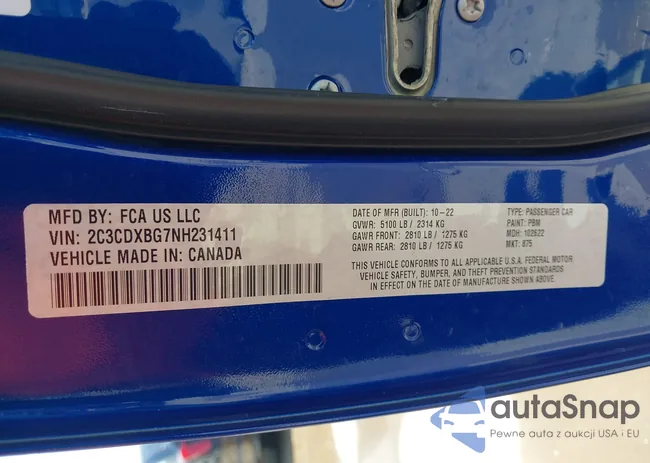 MFD BY: FCA US LLC
VIN: 2C3CDXBG7NH231411
VEHICLE MADE IN: CANADA
DATE OF MFR (BUILT): 10-22
GVWR: 5100 LB / 2314 KG
GAWR FRONT: 2810 LB / 1275 KG
GAWR REAR: 2810 LB / 1275 KG
TYPE: PASSENGER CAR
PAINT: PBM
MDH: 102622
MKT: B75
THIS VEHICLE CONFORMS TO ALL APPLICABLE U.S.A. FEDERAL MOTOR
VEHICLE SAFETY, BUMPER, AND THEFT PREVENTION STANDARDS
IN EFFECT ON THE DATE OF MANUFACTURE SHOWN ABOVE.
autaSnap
Pewne auta z aukcji USA i EU